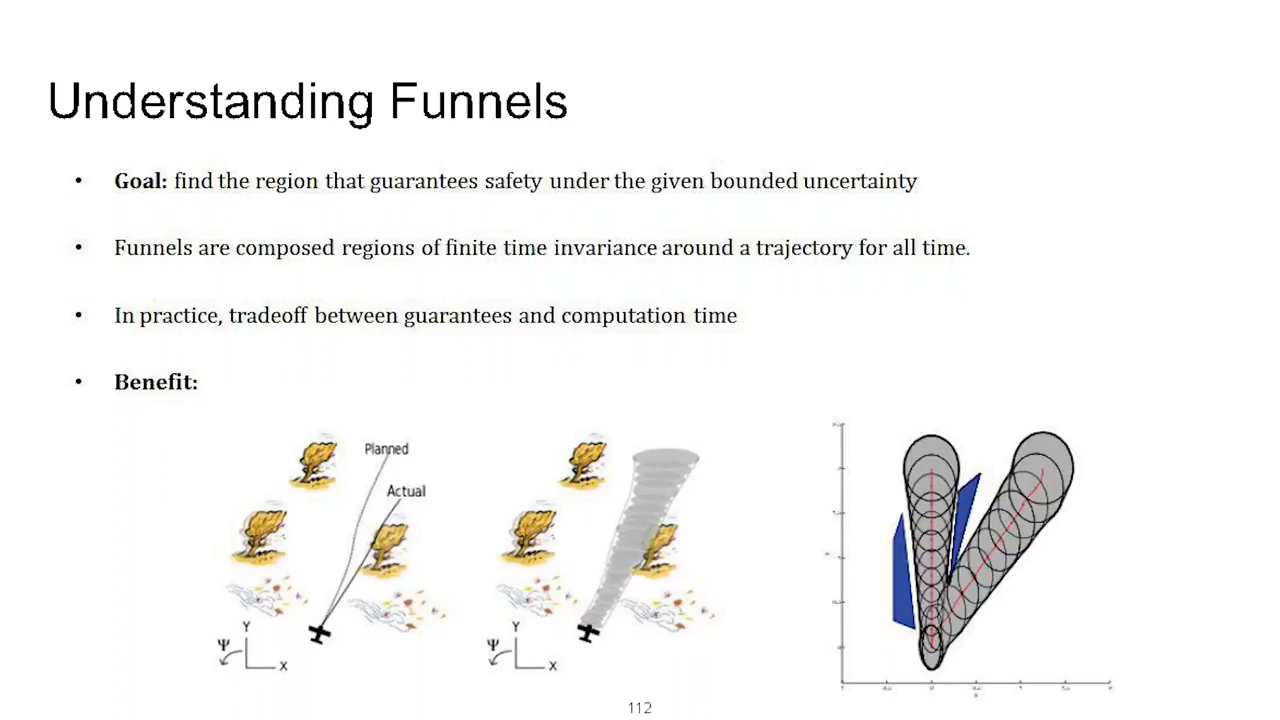 Understanding Funnels
• Goal: find the region that guarantees safety under the given bounded uncertainty
• Funnels are composed regions of finite time invariance around a trajectory for all time.
• In practice, tradeoff between guarantees and computation time
• Benefit:
Planned
Actual
Y
Ψ
X
Y
Ψ
X
112